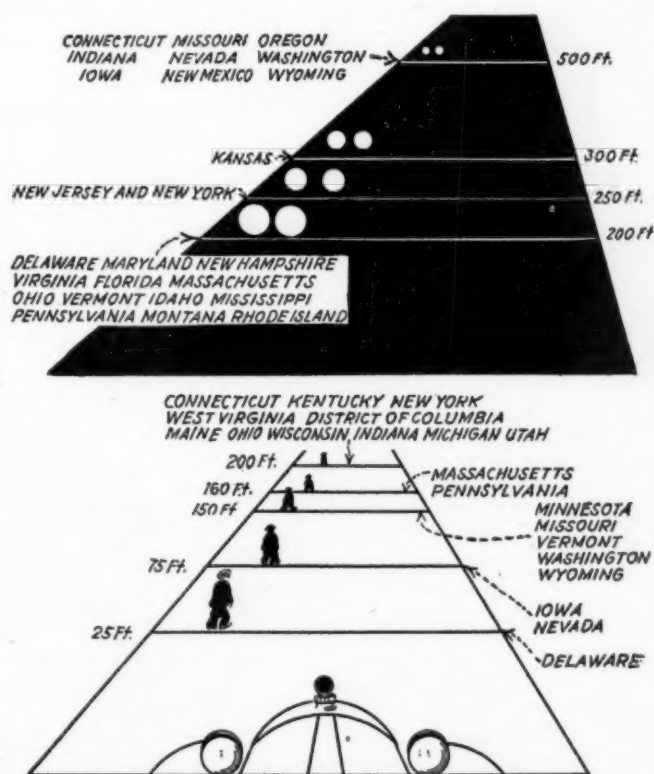 CONNECTICUT MISSOURI OREGON
INDIANA NEVADA WASHINGTON
IOWA NEW MEXICO WYOMING
500 Ft.
KANSAS
300 Ft.
NEW JERSEY AND NEW YORK
250 Ft.
200 Ft.
DELAWARE MARYLAND NEW HAMPSHIRE
VIRGINIA FLORIDA MASSACHUSETTS
OHIO VERMONT IDAHO MISSISSIPPI
PENNSYLVANIA MONTANA RHODE ISLAND
CONNECTICUT KENTUCKY NEW YORK
WEST VIRGINIA DISTRICT OF COLUMBIA
MAINE OHIO WISCONSIN INDIANA MICHIGAN UTAH
200 Ft.
160 Ft.
MASSACHUSETTS
PENNSYLVANIA
150 Ft
MINNESOTA
MISSOURI
VERMONT
WASHINGTON
WYOMING
75 Ft.
IOWA
NEVADA
25 Ft.
DELAWARE